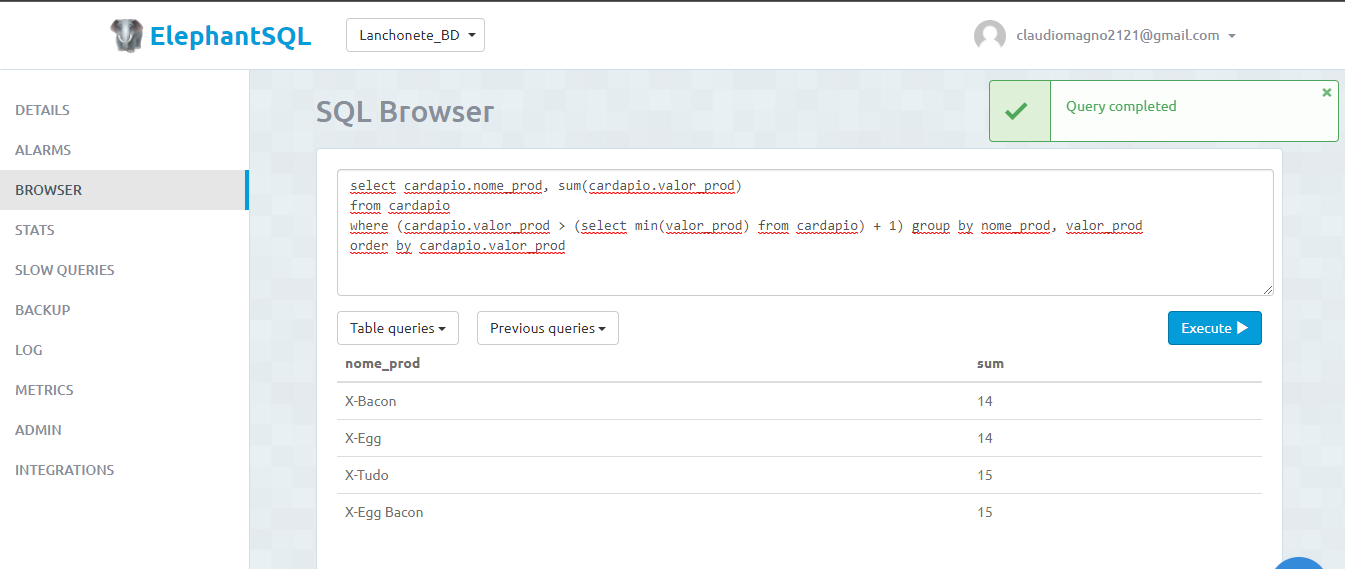 ElephantSQL
Lanchonete_BD
claudiomagno2121@gmail.com
DETAILS
ALARMS
BROWSER
STATS
SLOW QUERIES
BACKUP
LOG
METRICS
ADMIN
INTEGRATIONS
SQL Browser
Query completed
select cardapio.nome_prod, sum(cardapio.valor_prod)
from cardapio
where (cardapio.valor_prod > (select min(valor_prod) from cardapio) + 1) group by nome_prod, valor_prod
order by cardapio.valor_prod
Table queries
Previous queries
Execute
nome_prod sum
X-Bacon 14
X-Egg 14
X-Tudo 15
X-Egg Bacon 15